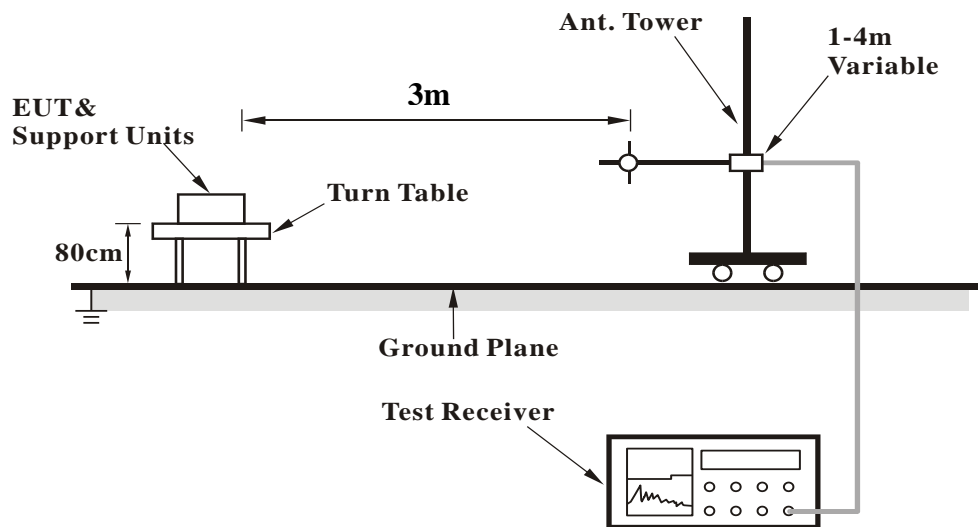 Ant. Tower
1-4m
Variable
3m
EUT&
Support Units
Turn Table
80cm
Ground Plane
Test Receiver